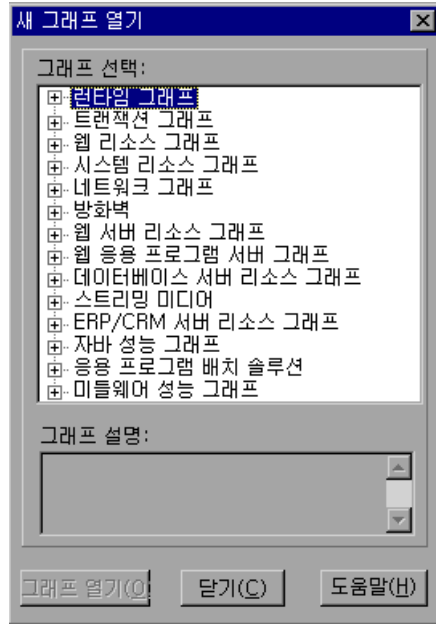 새 그래프 열기
그래프 선택:
런타임 그래프
트랜잭션 그래프
웹 리소스 그래프
시스템 리소스 그래프
네트워크 그래프
방화벽
웹 서버 리소스 그래프
웹 응용 프로그램 서버 그래프
데이터베이스 서버 리소스 그래프
스트리밍 미디어
ERP/CRM 서버 리소스 그래프
자바 성능 그래프
응용 프로그램 배치 솔루션
미들웨어 성능 그래프
그래프 설명:
그래프 열기(O
닫기(C)
도움말(H)